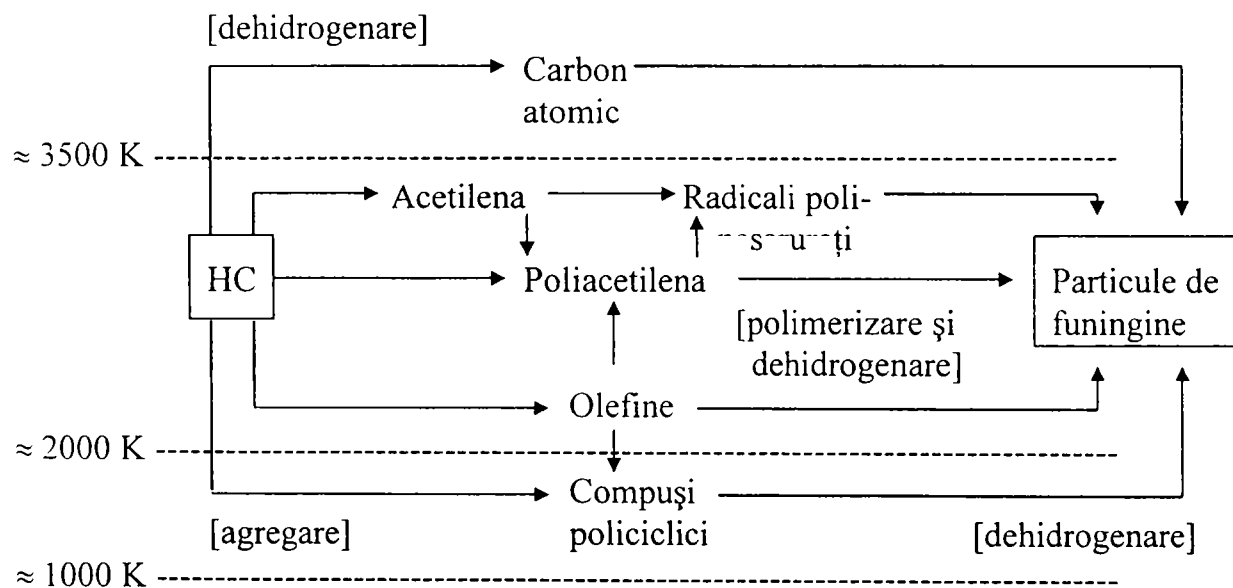 [dehidrogenare]
Carbon
atomic
≈ 3500 K
Acetilena
Radicali poli-
HC
Poliacetilena
Particule de
funingine
[polimerizare şi
dehidrogenare]
Olefine
≈ 2000 K
Compuşi
policiclici
[agregare]
[dehidrogenare]
≈ 1000 K